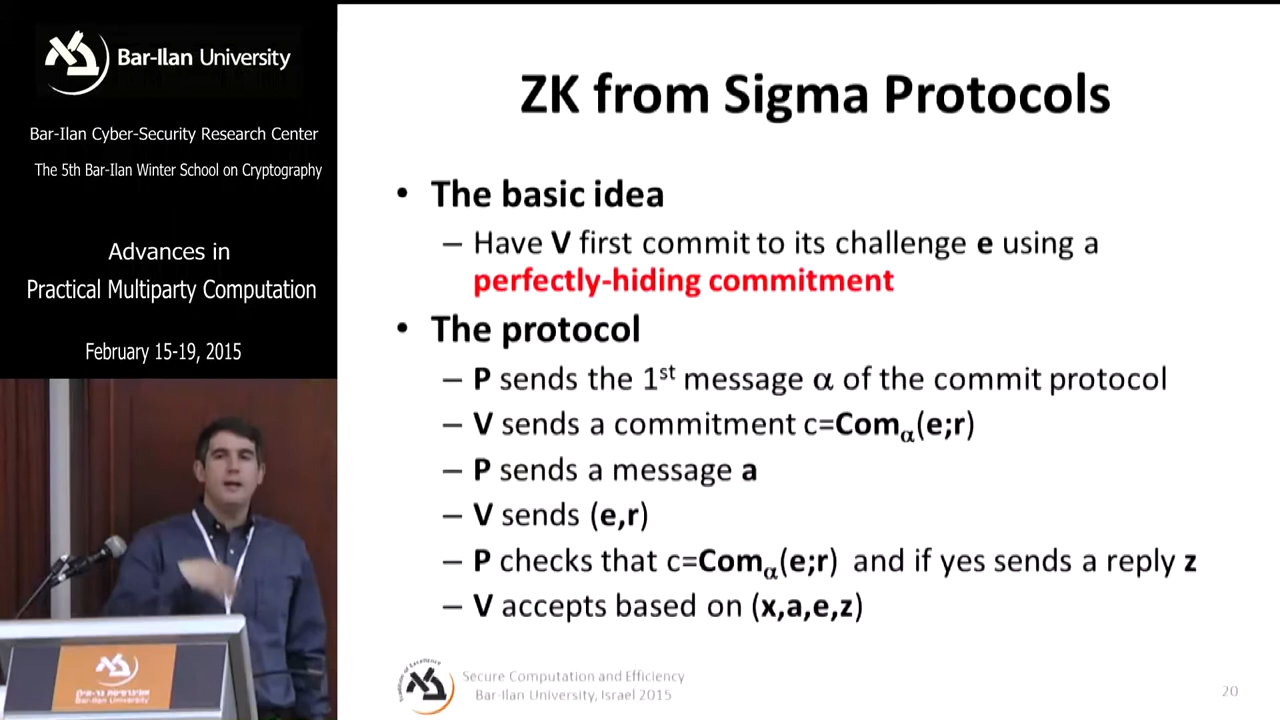 Bar-Ilan University
Bar-Ilan Cyber-Security Research Center
The 5th Bar-Ilan Winter School on Cryptography
Advances in
Practical Multiparty Computation
February 15-19, 2015
ZK from Sigma Protocols
• The basic idea
– Have V first commit to its challenge e using a
perfectly-hiding commitment
• The protocol
– P sends the 1st message α of the commit protocol
– V sends a commitment c=Comα(e;r)
– P sends a message a
– V sends (e,r)
– P checks that c=Comα(e;r) and if yes sends a reply z
– V accepts based on (x,a,e,z)
Secure Computation and Efficiency
Bar-Ilan University, Israel 2015
20
Bar-Ilan University